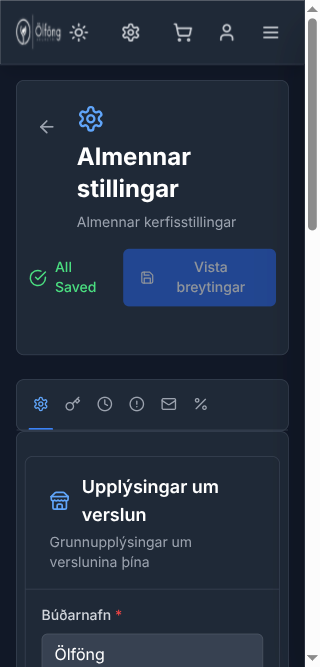 Ölföng
Almennar
stillingar
Almennar kerfisstillingar
All
Saved
Vista
breytingar
Upplýsingar um
verslun
Grunnupplýsingar um
verslunina þína
Búðarnafn *
Ölföng